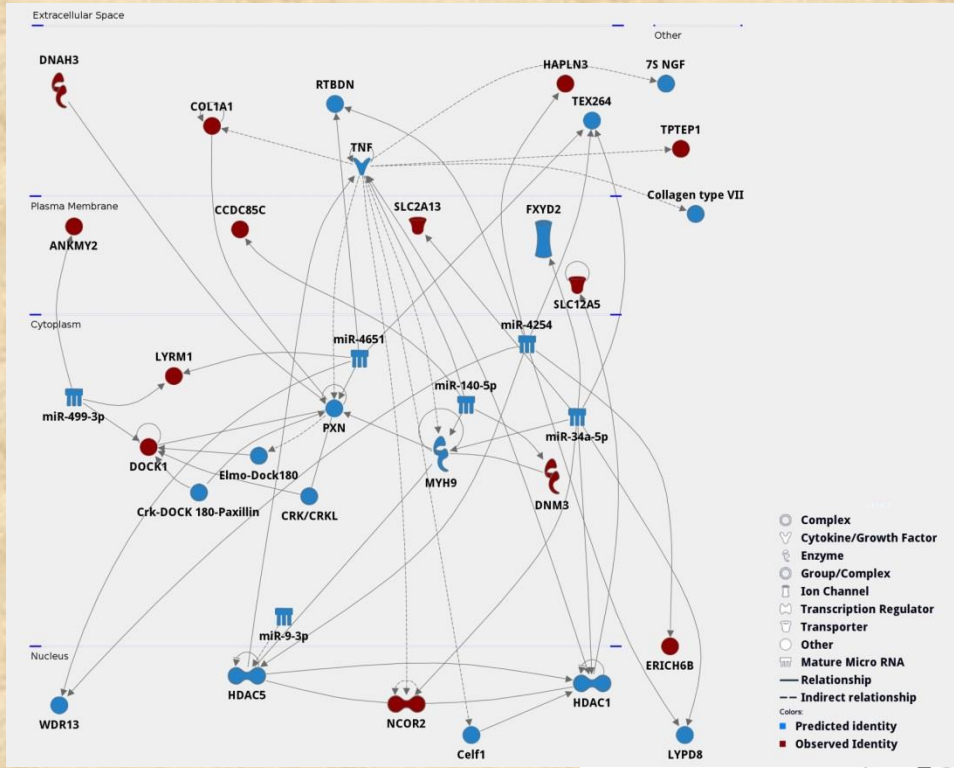 Extracellular Space
Other
DNAH3
HAPLN3
7S NGF
RTBDN
TEX264
COL1A1
TPTEP1
TNF
Collagen type VII
Plasma Membrane
CCDC85C
SLC2A13
FXYD2
ANKMY2
SLC12A5
Cytoplasm
miR-4254
miR-4651
LYRM1
miR-140-5p
miR-499-3p
PXN
miR-34a-5p
DOCK1
Elmo-Dock180
MYH9
DNM3
Crk-DOCK 180-Paxillin
CRK/CRKL
Complex
Cytokine/Growth Factor
Enzyme
Group/Complex
Ion Channel
Transcription Regulator
Transporter
Other
Mature Micro RNA
Relationship
Indirect relationship
Colors:
Predicted identity
Observed Identity
miR-9-3p
Nucleus
ERICH6B
HDAC5
HDAC1
WDR13
NCOR2
Celf1
LYPD8